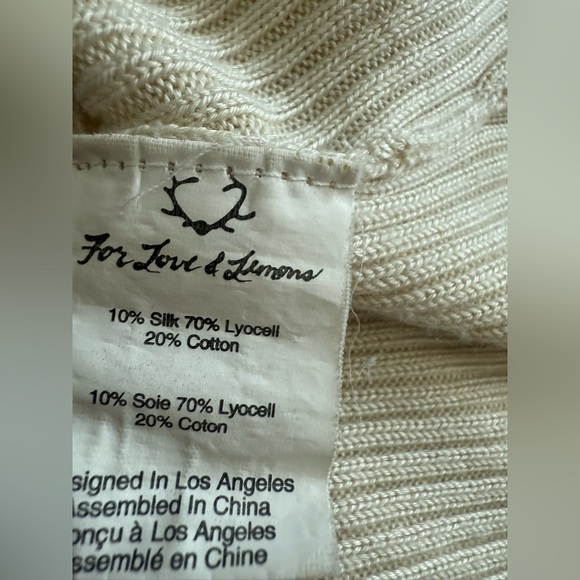 For Love & Lemons
10% Silk 70% Lyocell
20% Cotton
10% Soie 70% Lyocell
20% Coton
signed In Los Angeles
ssembled In China
onçu à Los Angeles
ssemblé en Chine